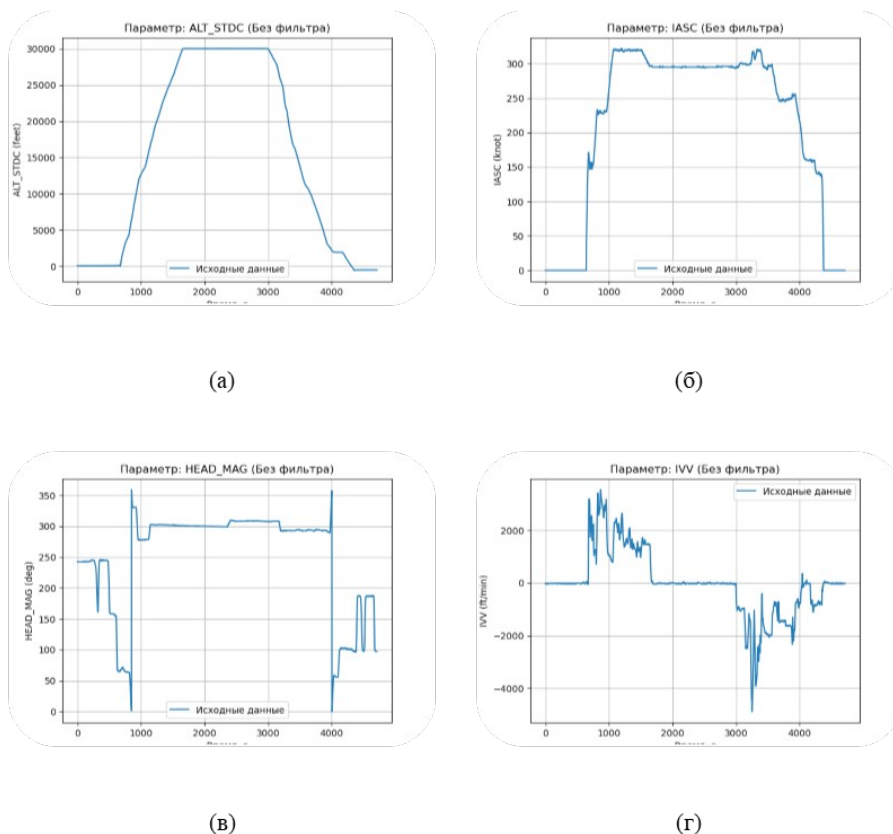 Параметр: ALT_STDC (Без фильтра)
30000
25000
20000
15000
10000
5000
0
ALT_STDC (feet)
Исходные данные
0 1000 2000 3000 4000
(а)
Параметр: IASC (Без фильтра)
300
250
200
150
100
50
0
IASC (knot)
Исходные данные
0 1000 2000 3000 4000
(б)
Параметр: HEAD_MAG (Без фильтра)
350
300
250
200
150
100
50
0
HEAD_MAG (deg)
Исходные данные
0 1000 2000 3000 4000
(в)
Параметр: IVV (Без фильтра)
Исходные данные
2000
0
−2000
−4000
IVV (ft/min)
0 1000 2000 3000 4000
(г)